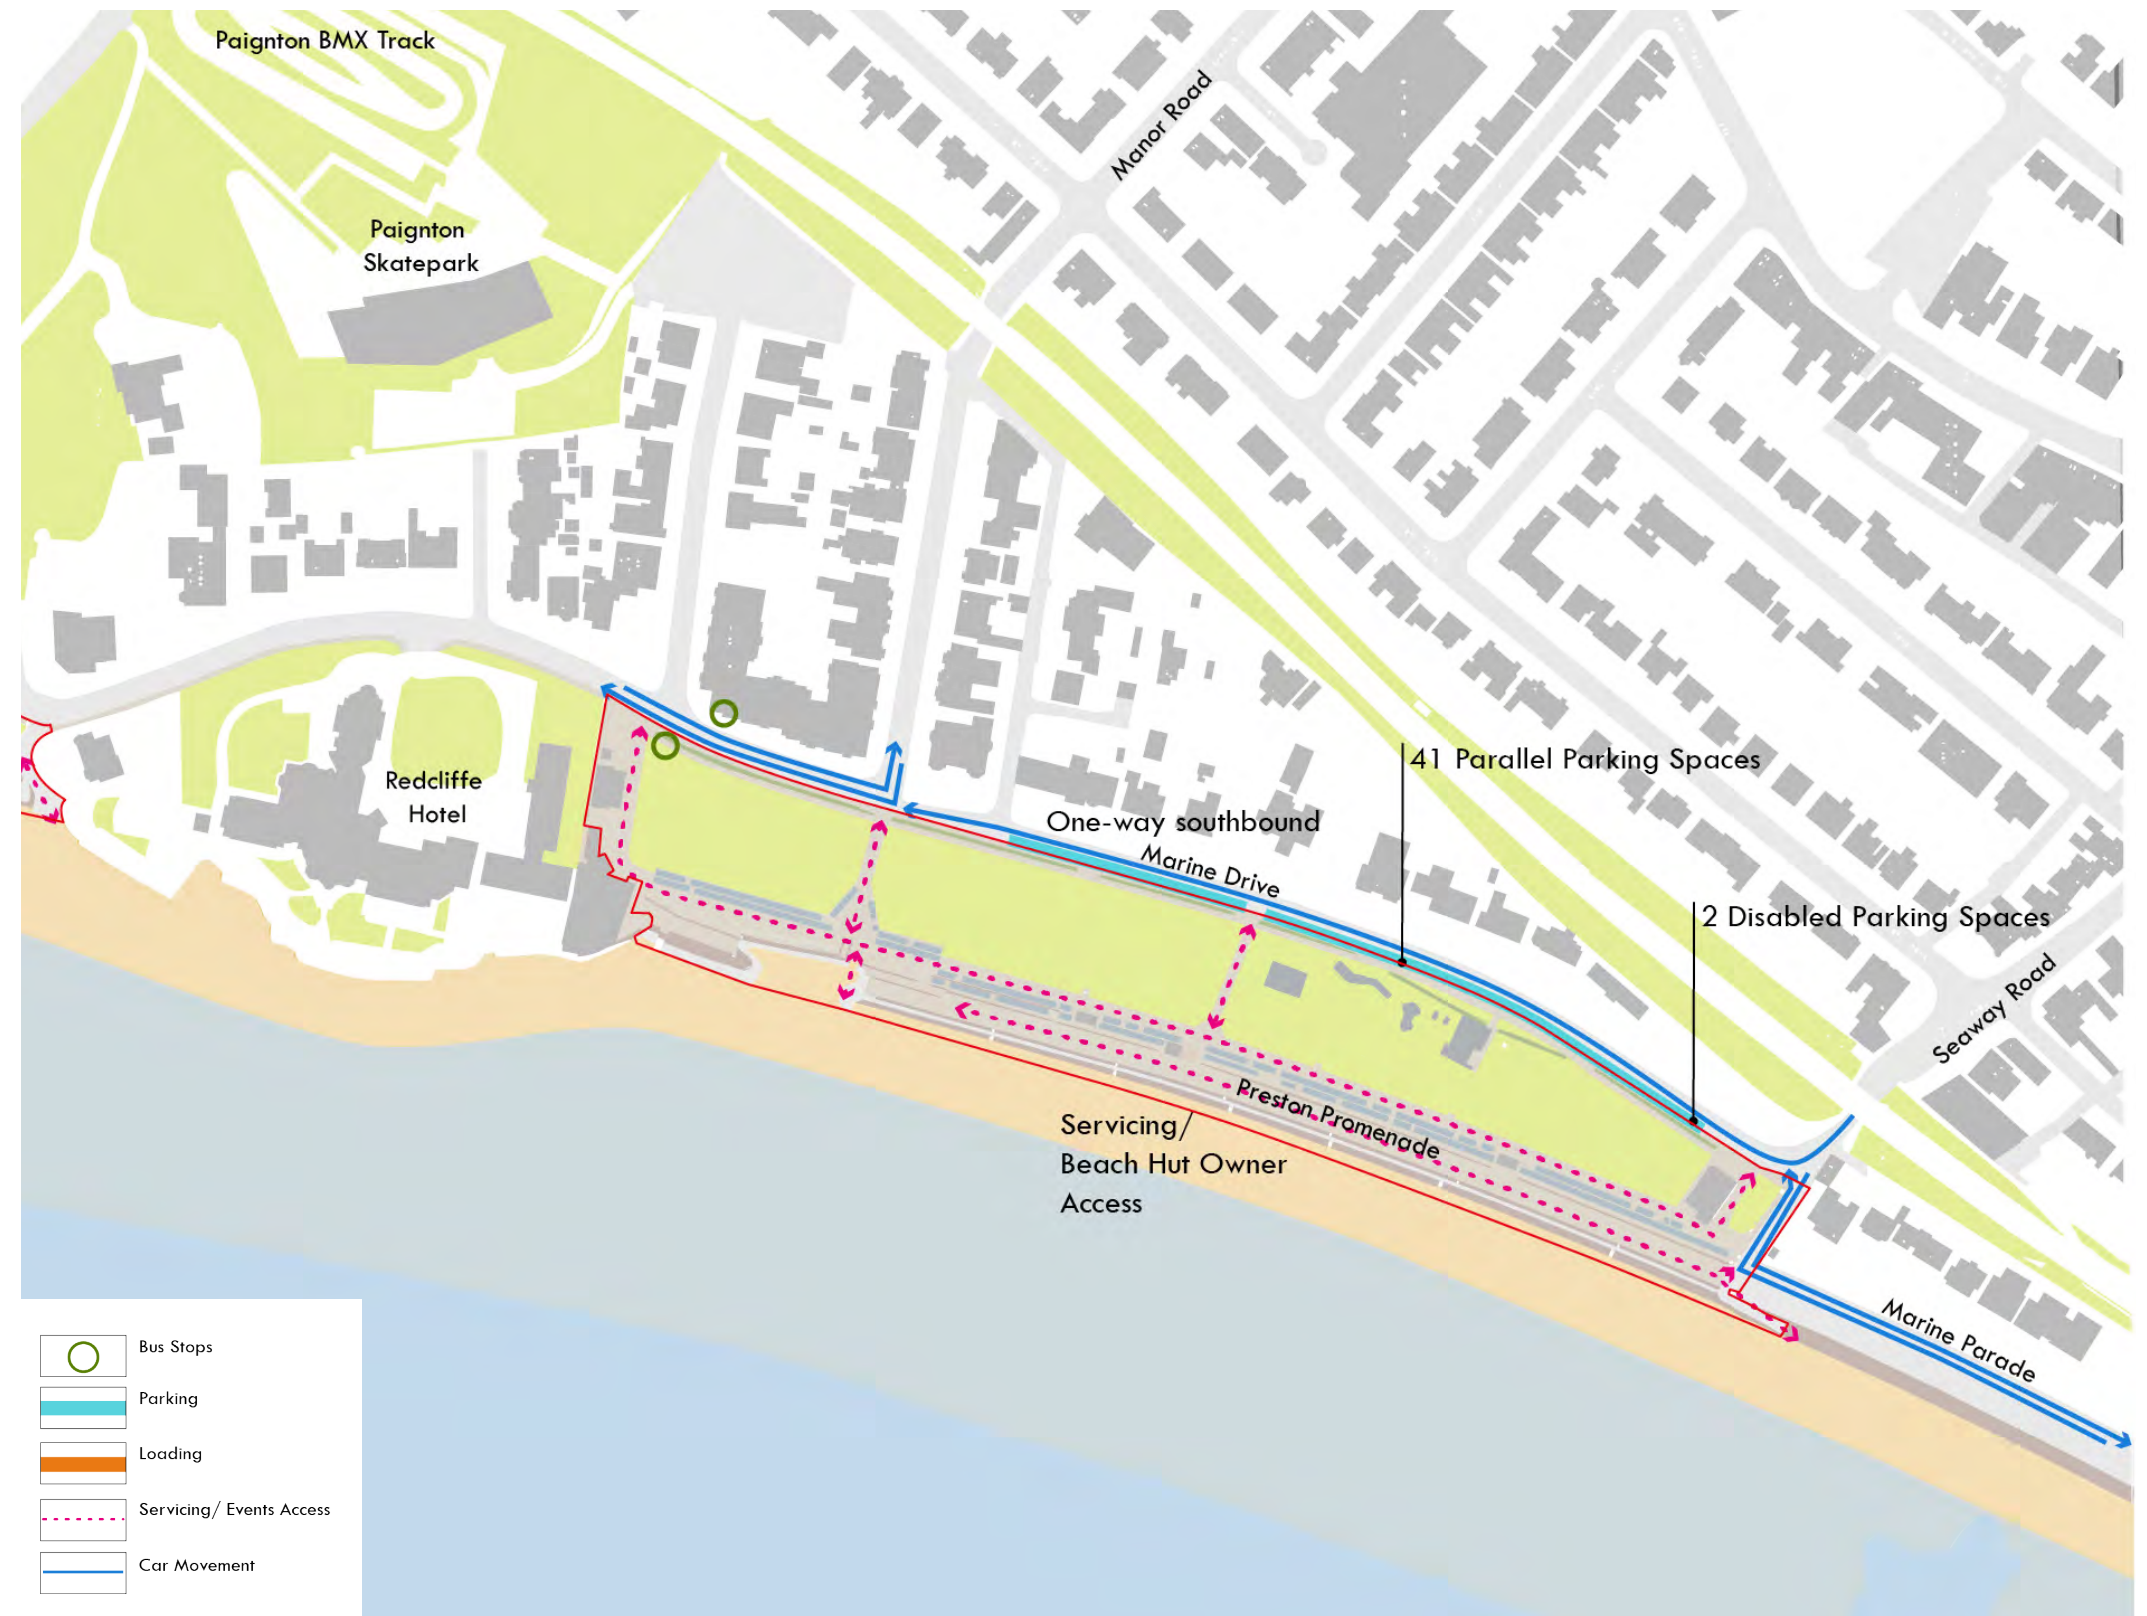 Paignton BMX Track
Manor Road
Paignton
Skatepark
41 Parallel Parking Spaces
Redcliffe
Hotel
One-way southbound
Marine Drive
2 Disabled Parking Spaces
Seaway Road
Preston Promenade
Servicing/
Beach Hut Owner
Access
Marine Parade
Bus Stops
Parking
Loading
Servicing/ Events Access
Car Movement